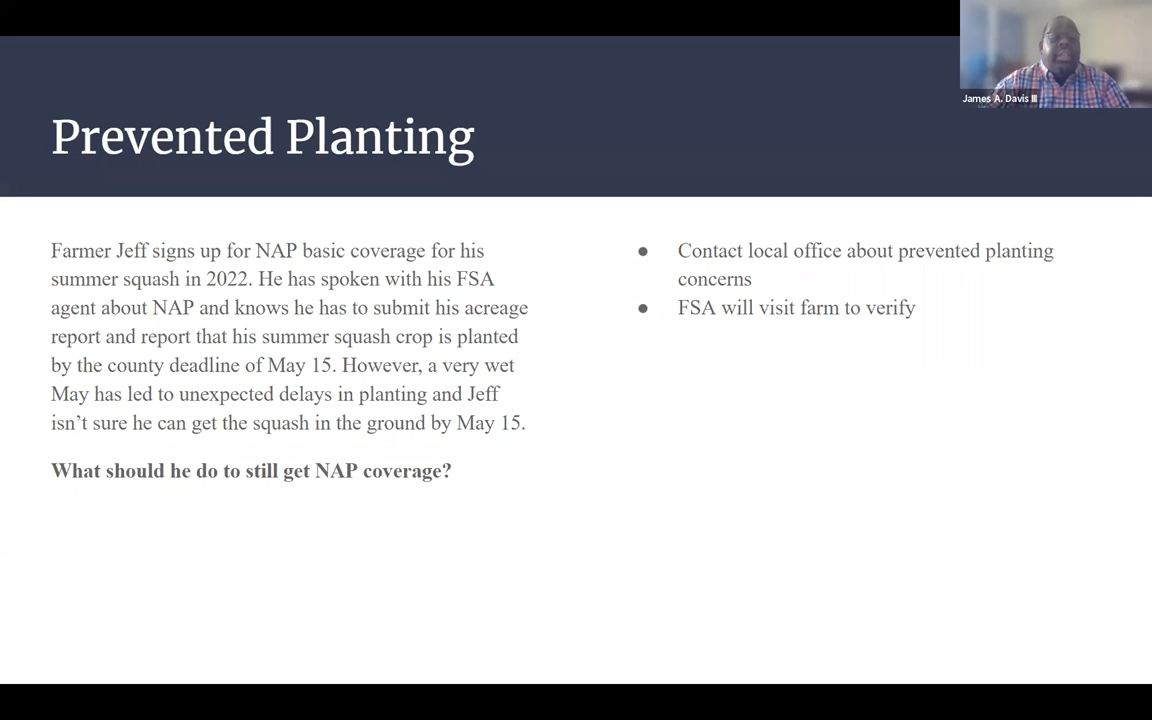 James A. Davis III
Prevented Planting
Farmer Jeff signs up for NAP basic coverage for his
summer squash in 2022. He has spoken with his FSA
agent about NAP and knows he has to submit his acreage
report and report that his summer squash crop is planted
by the county deadline of May 15. However, a very wet
May has led to unexpected delays in planting and Jeff
isn’t sure he can get the squash in the ground by May 15.
What should he do to still get NAP coverage?
● Contact local office about prevented planting
concerns
● FSA will visit farm to verify